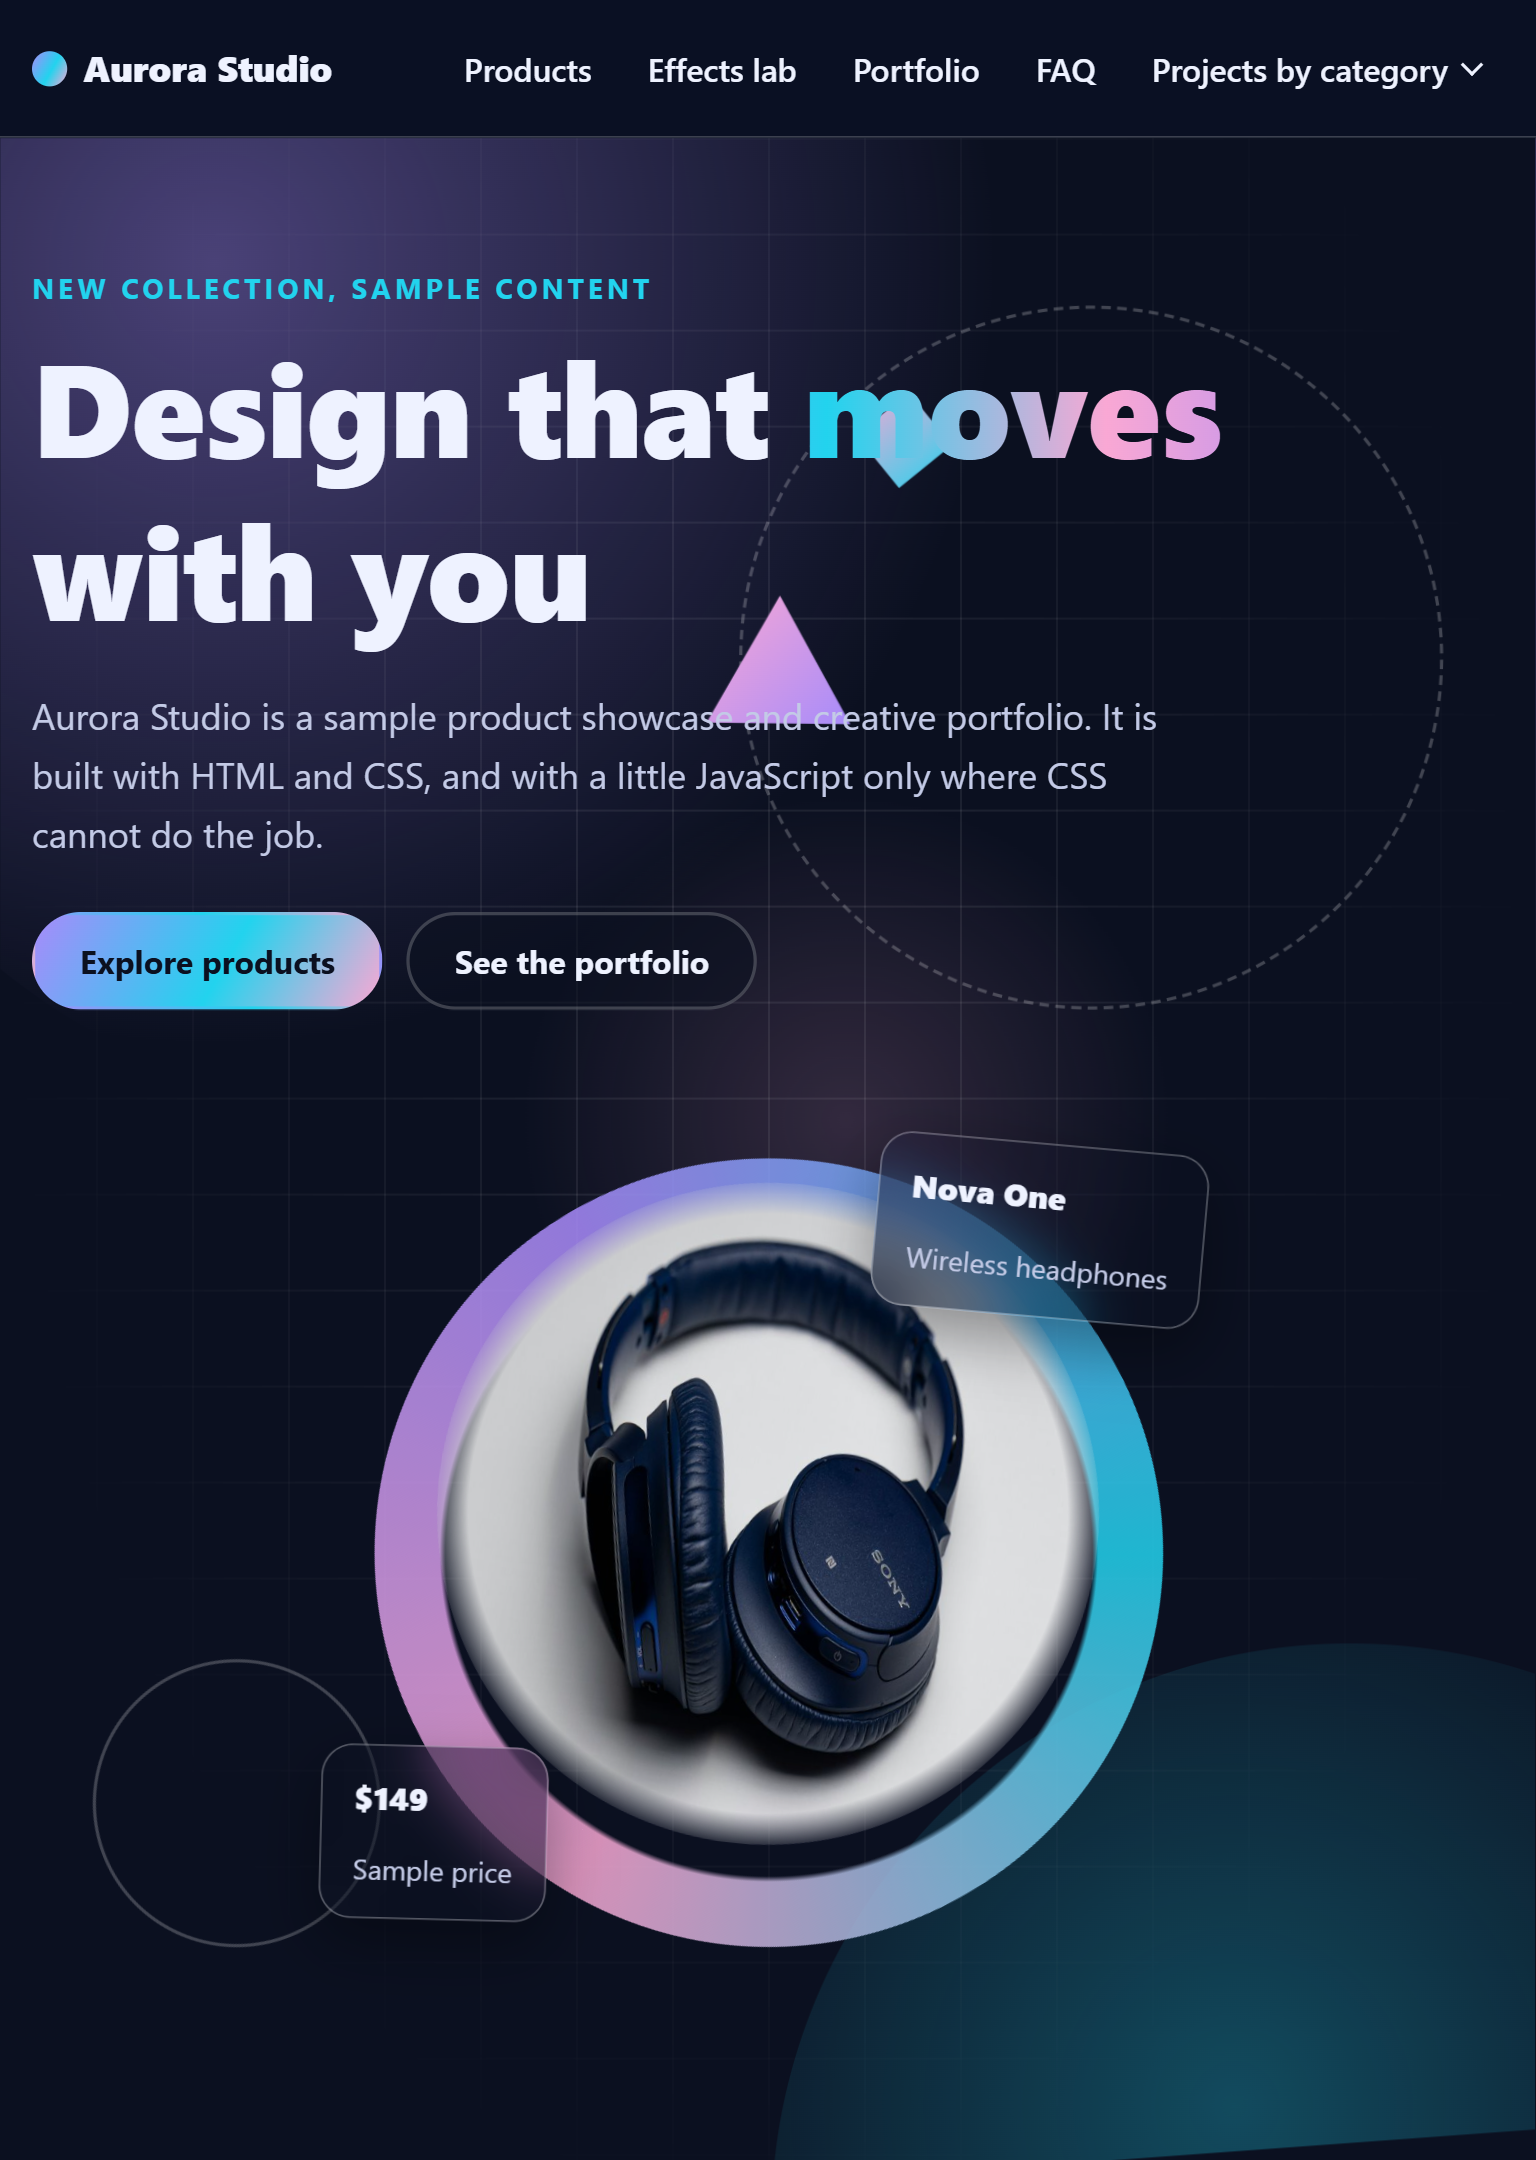 Aurora Studio
Products
Effects lab
Portfolio
FAQ
Projects by category
NEW COLLECTION, SAMPLE CONTENT
Design that moves
with you
Aurora Studio is a sample product showcase and creative portfolio. It is
built with HTML and CSS, and with a little JavaScript only where CSS
cannot do the job.
Explore products
See the portfolio
Nova One
Wireless headphones
SONY
$149
Sample price